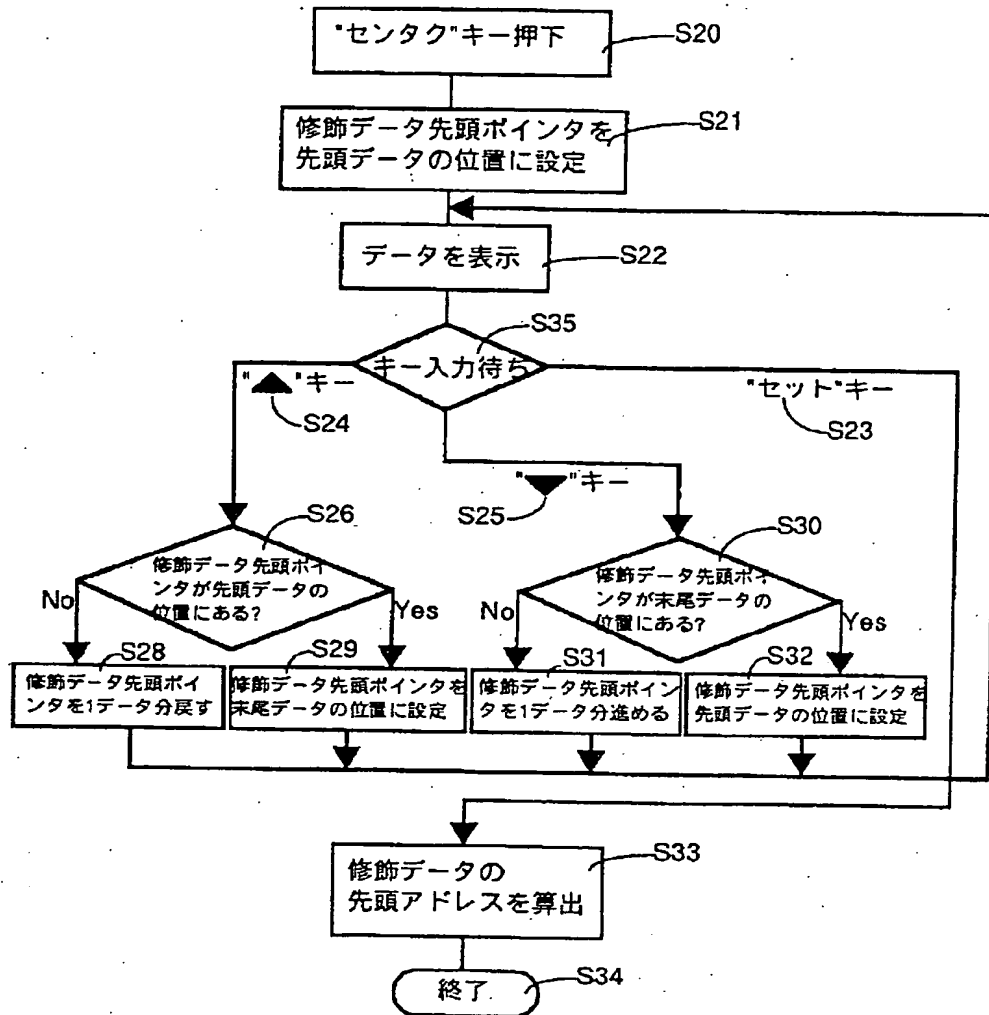 "センタク"キー押下
S20
修飾データ先頭ポインタを
先頭データの位置に設定
S21
データを表示
S22
S35
キー入力待ち
"▲"キー
S24
"セット"キー
S23
"▼"キー
S25
S26
修飾データ先頭ポイ
ンタが先頭データの
位置にある?
No
Yes
S30
修飾データ先頭ポイ
ンタが末尾データの
位置にある?
No
Yes
S28
修飾データ先頭ポイ
ンタを1データ分戻す
S29
修飾データ先頭ポインタを
末尾データの位置に設定
S31
修飾データ先頭ポイン
タを1データ分進める
S32
修飾データ先頭ポインタを
先頭データの位置に設定
S33
修飾データの
先頭アドレスを算出
S34
終了